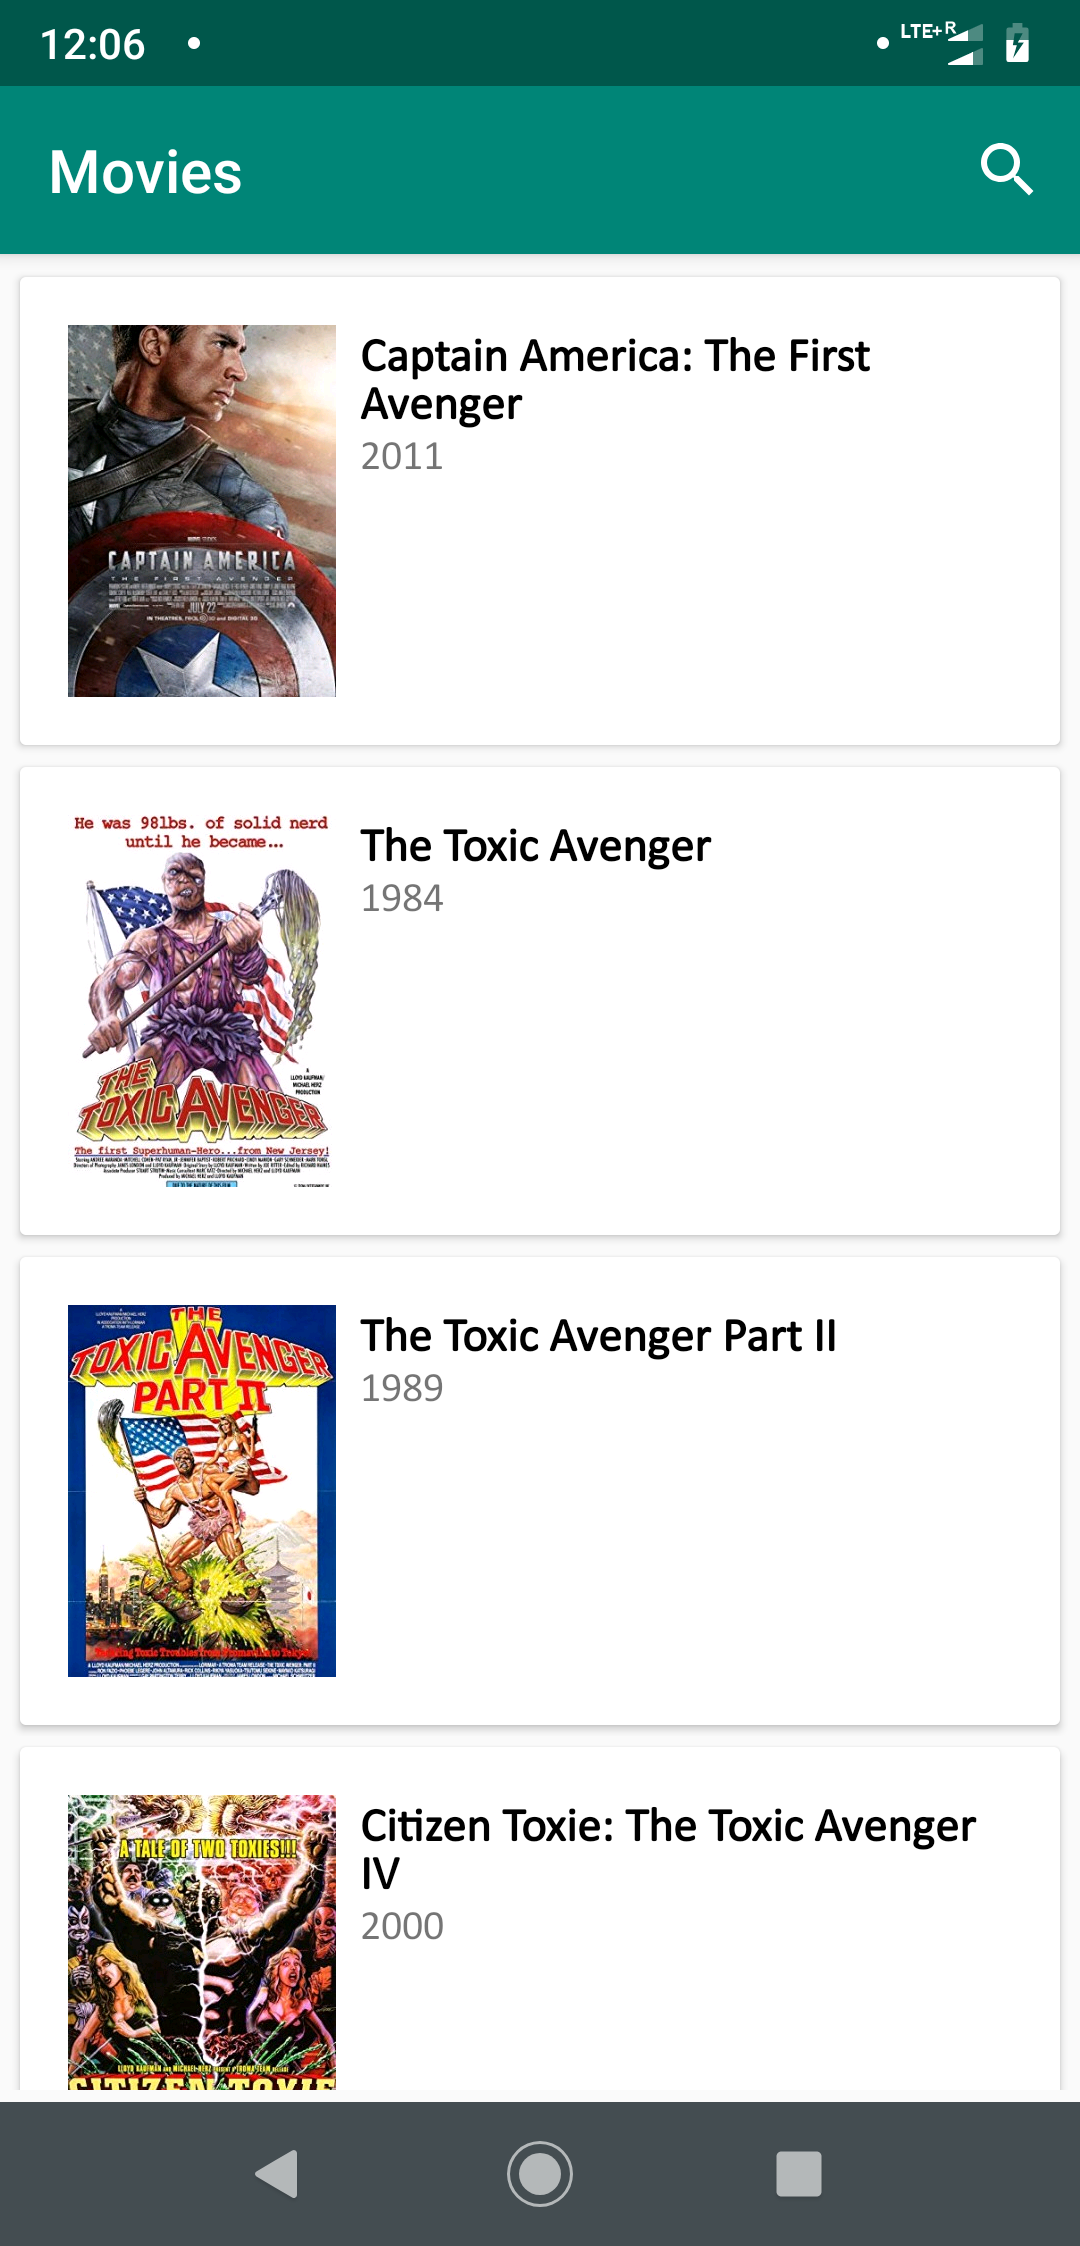 12:06
LTE+ R
Movies
Captain America: The First
Avenger
2011
CAPTAIN AMERICA
THE FIRST AVENGER
JULY 22
IN THEATRES, REAL D 3D and DIGITAL 3D
He was 98lbs. of solid nerd
until he became...
The Toxic Avenger
1984
A
LLOYD KAUFMAN/
MICHAEL HERZ
PRODUCTION
THE
TOXIC AVENGER
The first Superhuman-Hero...from New Jersey!
The Toxic Avenger Part II
1989
THE
TOXIC AVENGER
PART II
Citizen Toxie: The Toxic Avenger
IV
2000
A TALE OF TWO TOXIES!!!
LLOYD KAUFMAN AND MICHAEL HERZ PRESENT A TROMA TEAM RELEASE
CITIZEN TOXIE